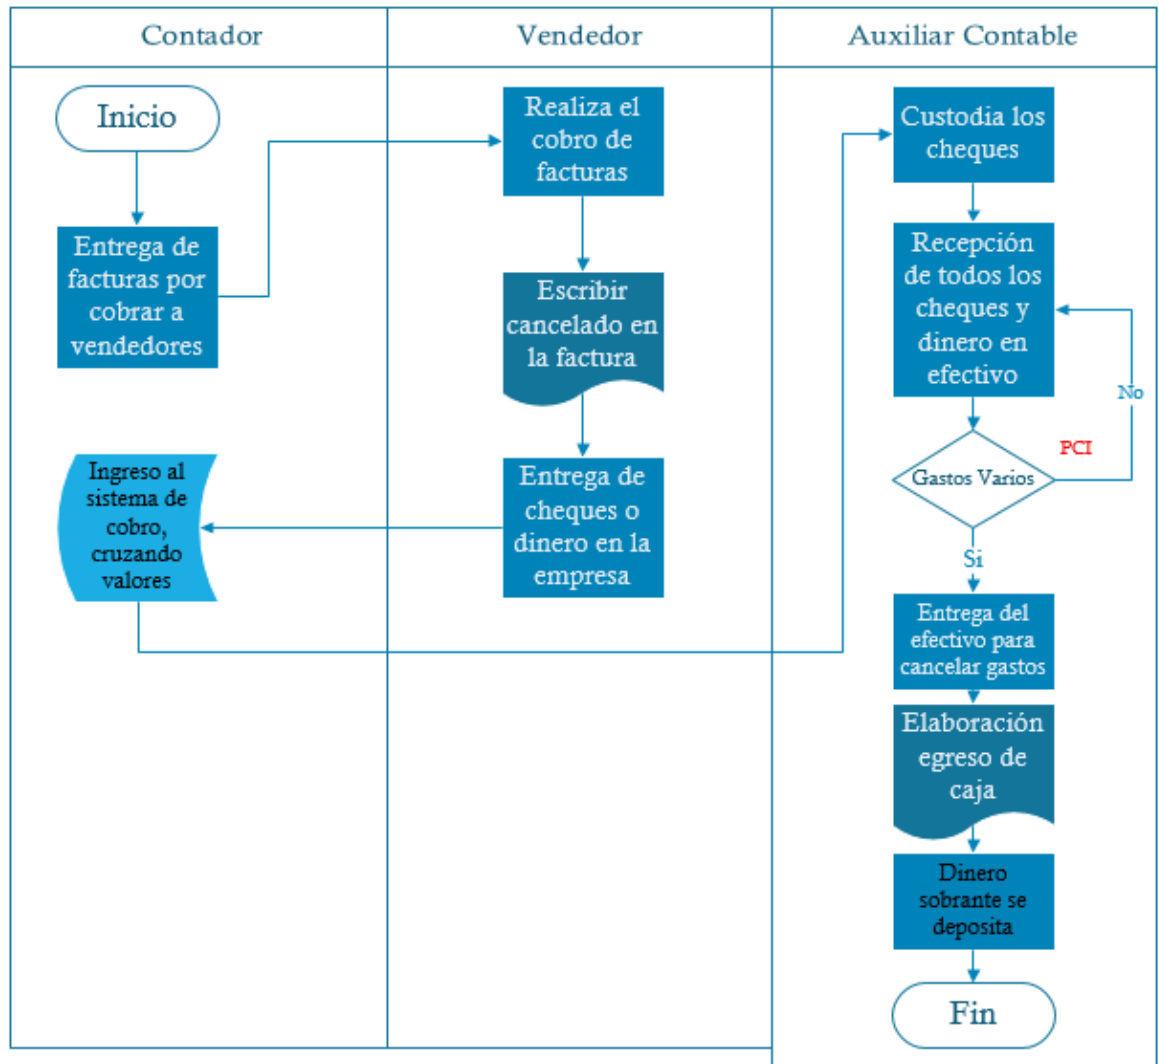 Contador
Vendedor
Auxiliar Contable
Inicio
Entrega de
facturas por
cobrar a
vendedores
Ingreso al
sistema de
cobro,
cruzando
valores
Realiza el
cobro de
facturas
Escribir
cancelado en
la factura
Entrega de
cheques o
dinero en la
empresa
Custodia los
cheques
Recepción
de todos los
cheques y
dinero en
efectivo
No
PCI
Gastos Varios
Si
Entrega del
efectivo para
cancelar gastos
Elaboración
egreso de
caja
Dinero
sobrante se
deposita
Fin